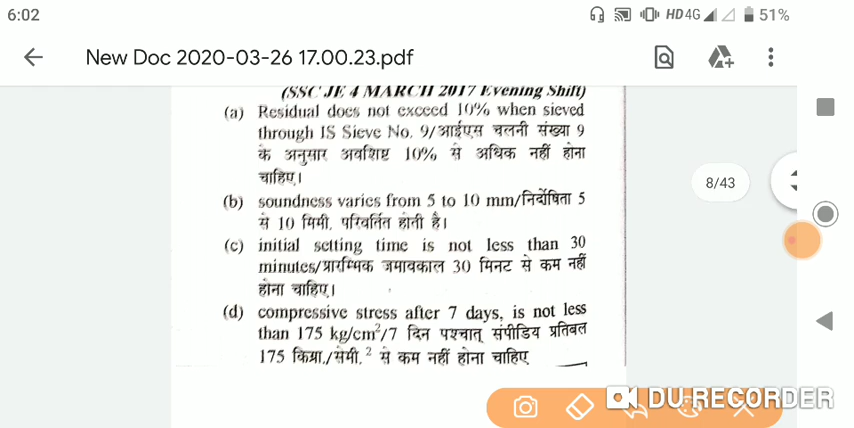 6:02
HD 4G 51%
New Doc 2020-03-26 17.00.23.pdf
(SSC JE 4 MARCH 2017 Evening Shift)
(a) Residual does not exceed 10% when sieved
through IS Sieve No. 9/आईएस चलनी संख्या 9
के अनुसार अवशिष्ट 10% से अधिक नहीं होना
चाहिए।
(b) soundness varies from 5 to 10 mm/निर्दोषिता 5
से 10 मिमी. परिवर्तित होती है।
(c) initial setting time is not less than 30
minutes/प्रारम्भिक जमावकाल 30 मिनट से कम नहीं
होना चाहिए।
(d) compressive stress after 7 days, is not less
than 175 kg/cm²/7 दिन पश्चात् संपीडिय प्रतिबल
175 किग्रा./सेमी.² से कम नहीं होना चाहिए
8/43
DU RECORDER